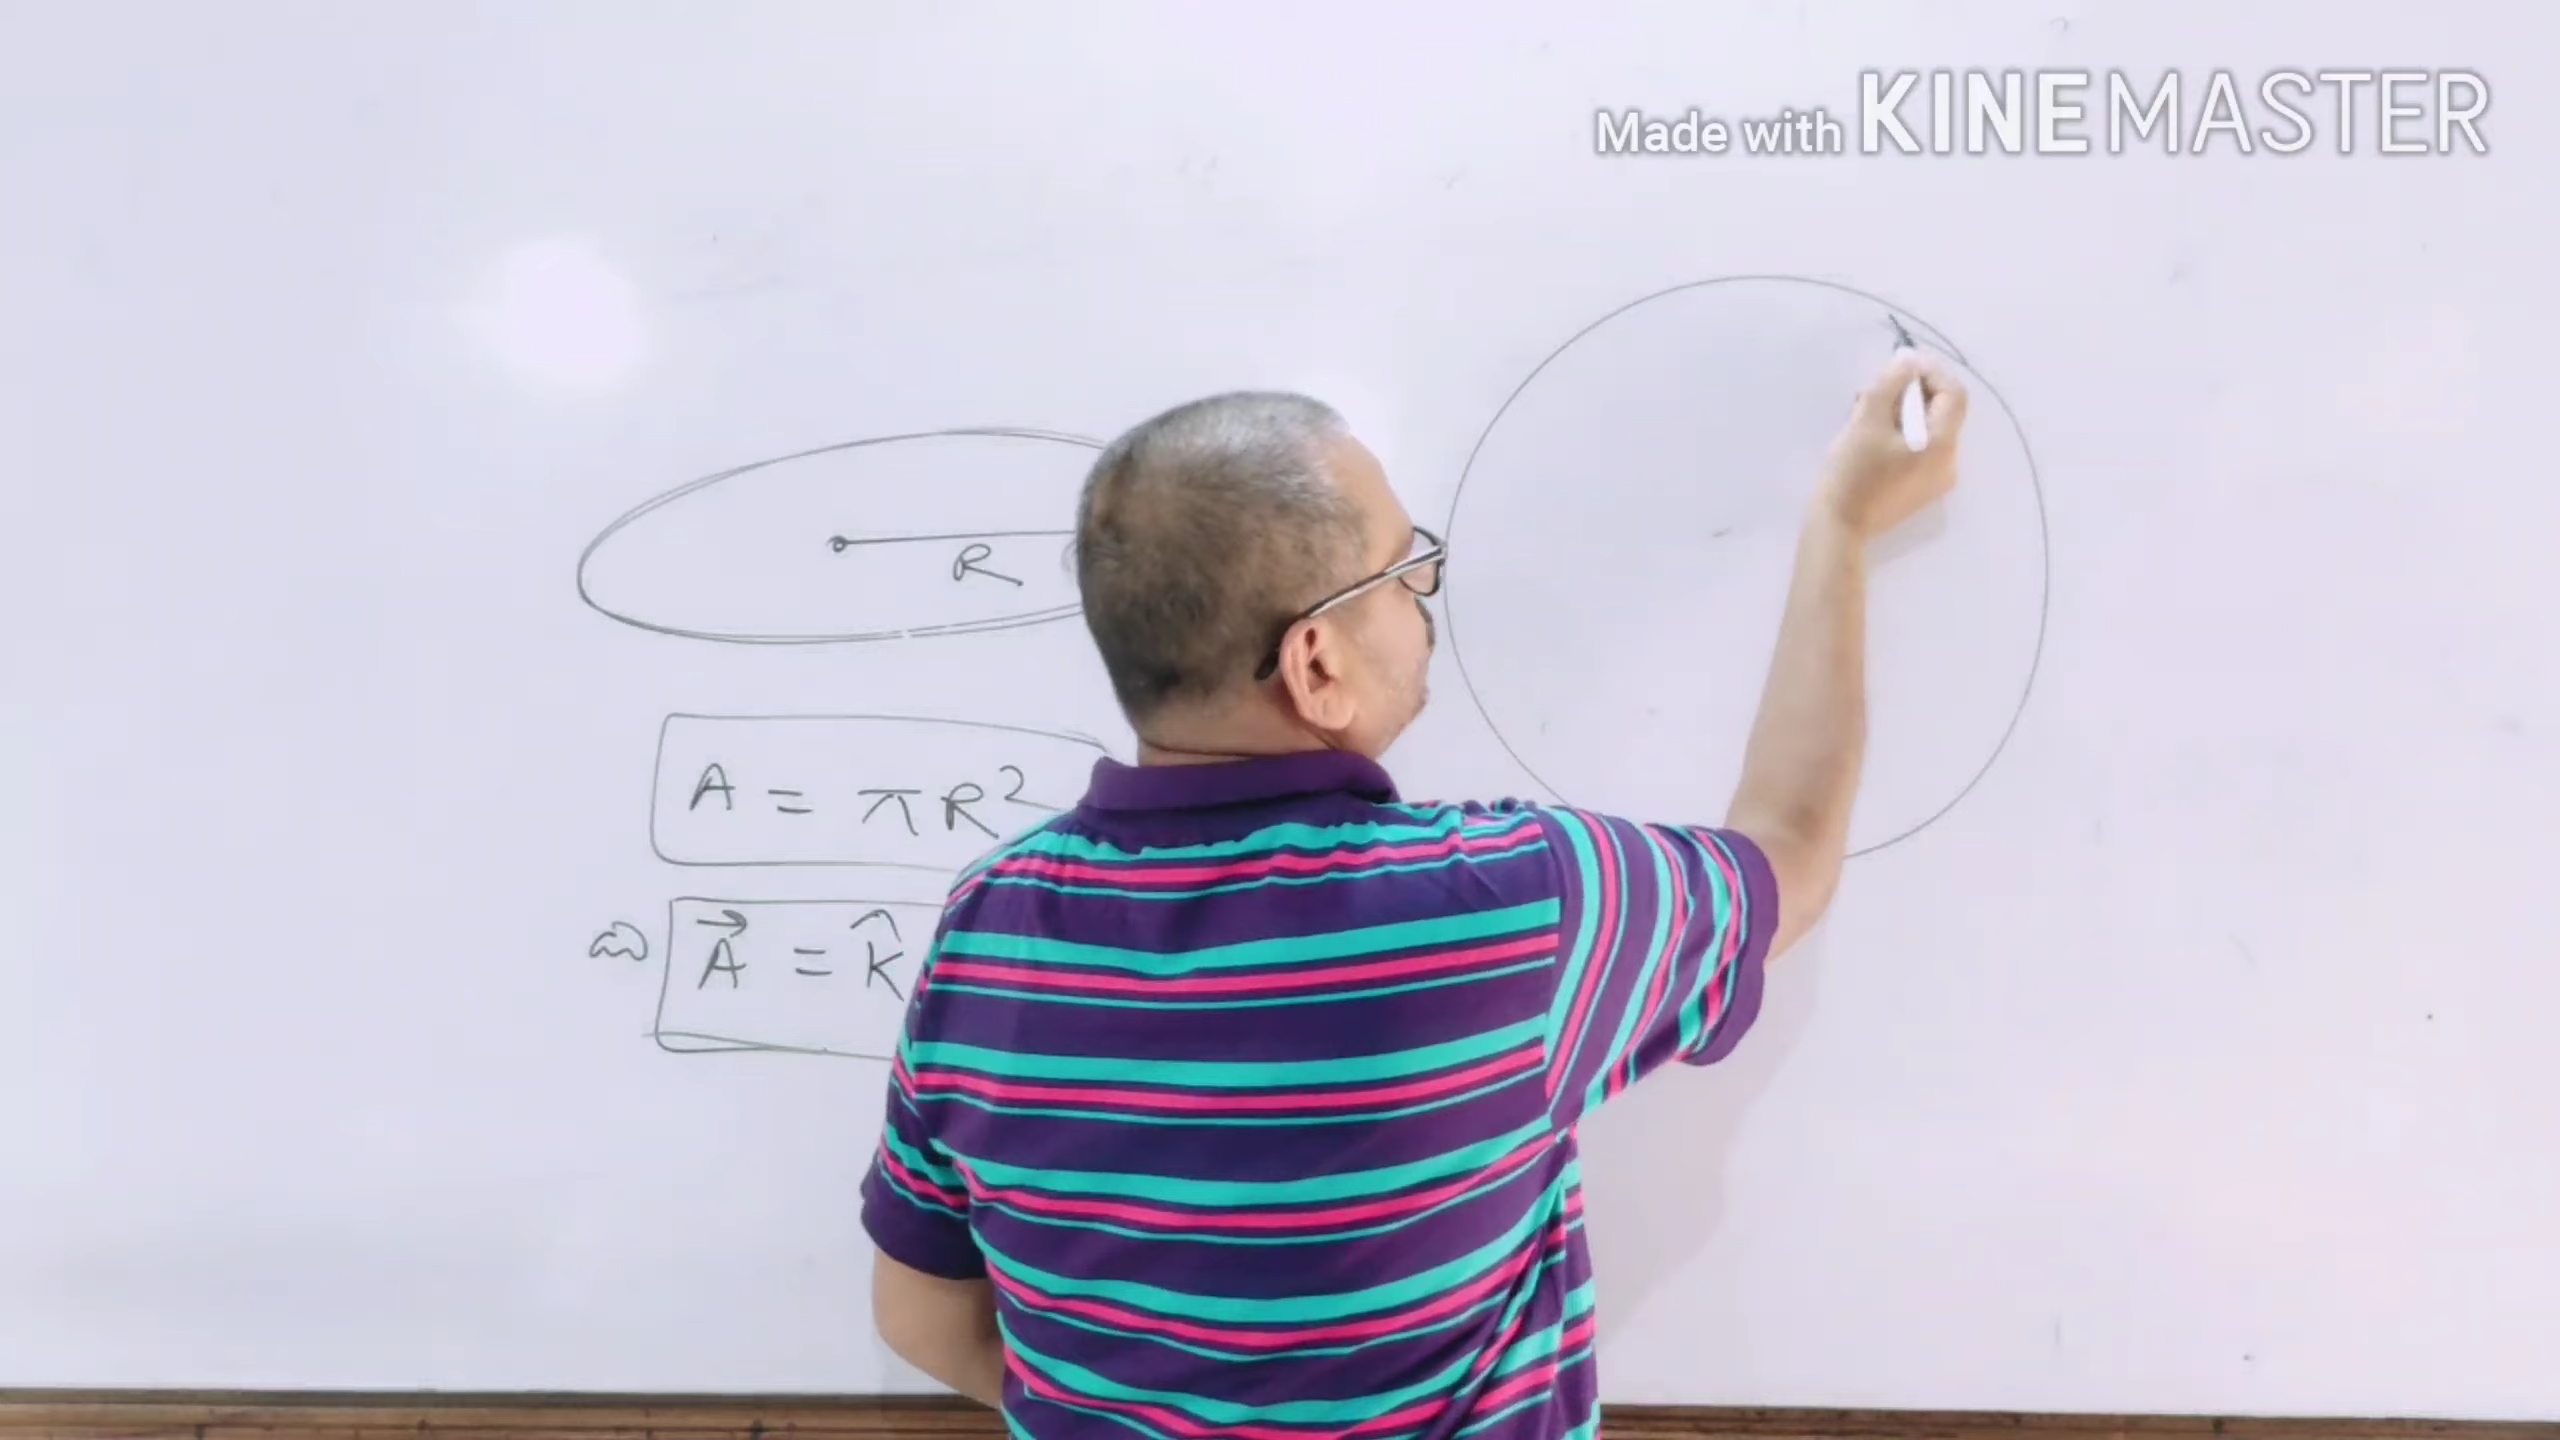 Made with KINEMASTER
R
A = πR²
A⃗ = k̂